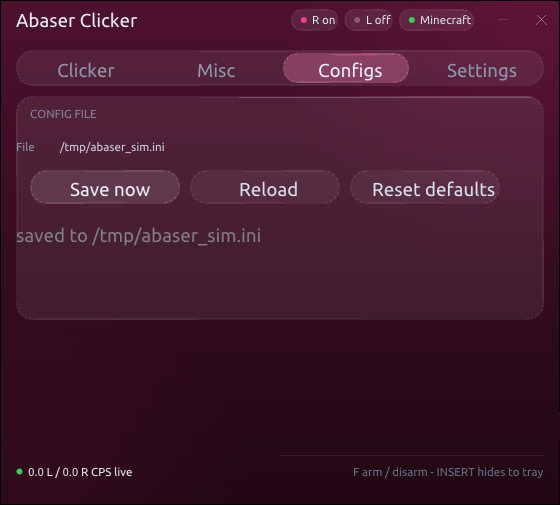 Abaser Clicker R on L off Minecraft
Clicker Misc Configs Settings
CONFIG FILE
File /tmp/abaser_sim.ini
Save now Reload Reset defaults
saved to /tmp/abaser_sim.ini
0.0 L / 0.0 R CPS live F arm / disarm - INSERT hides to tray